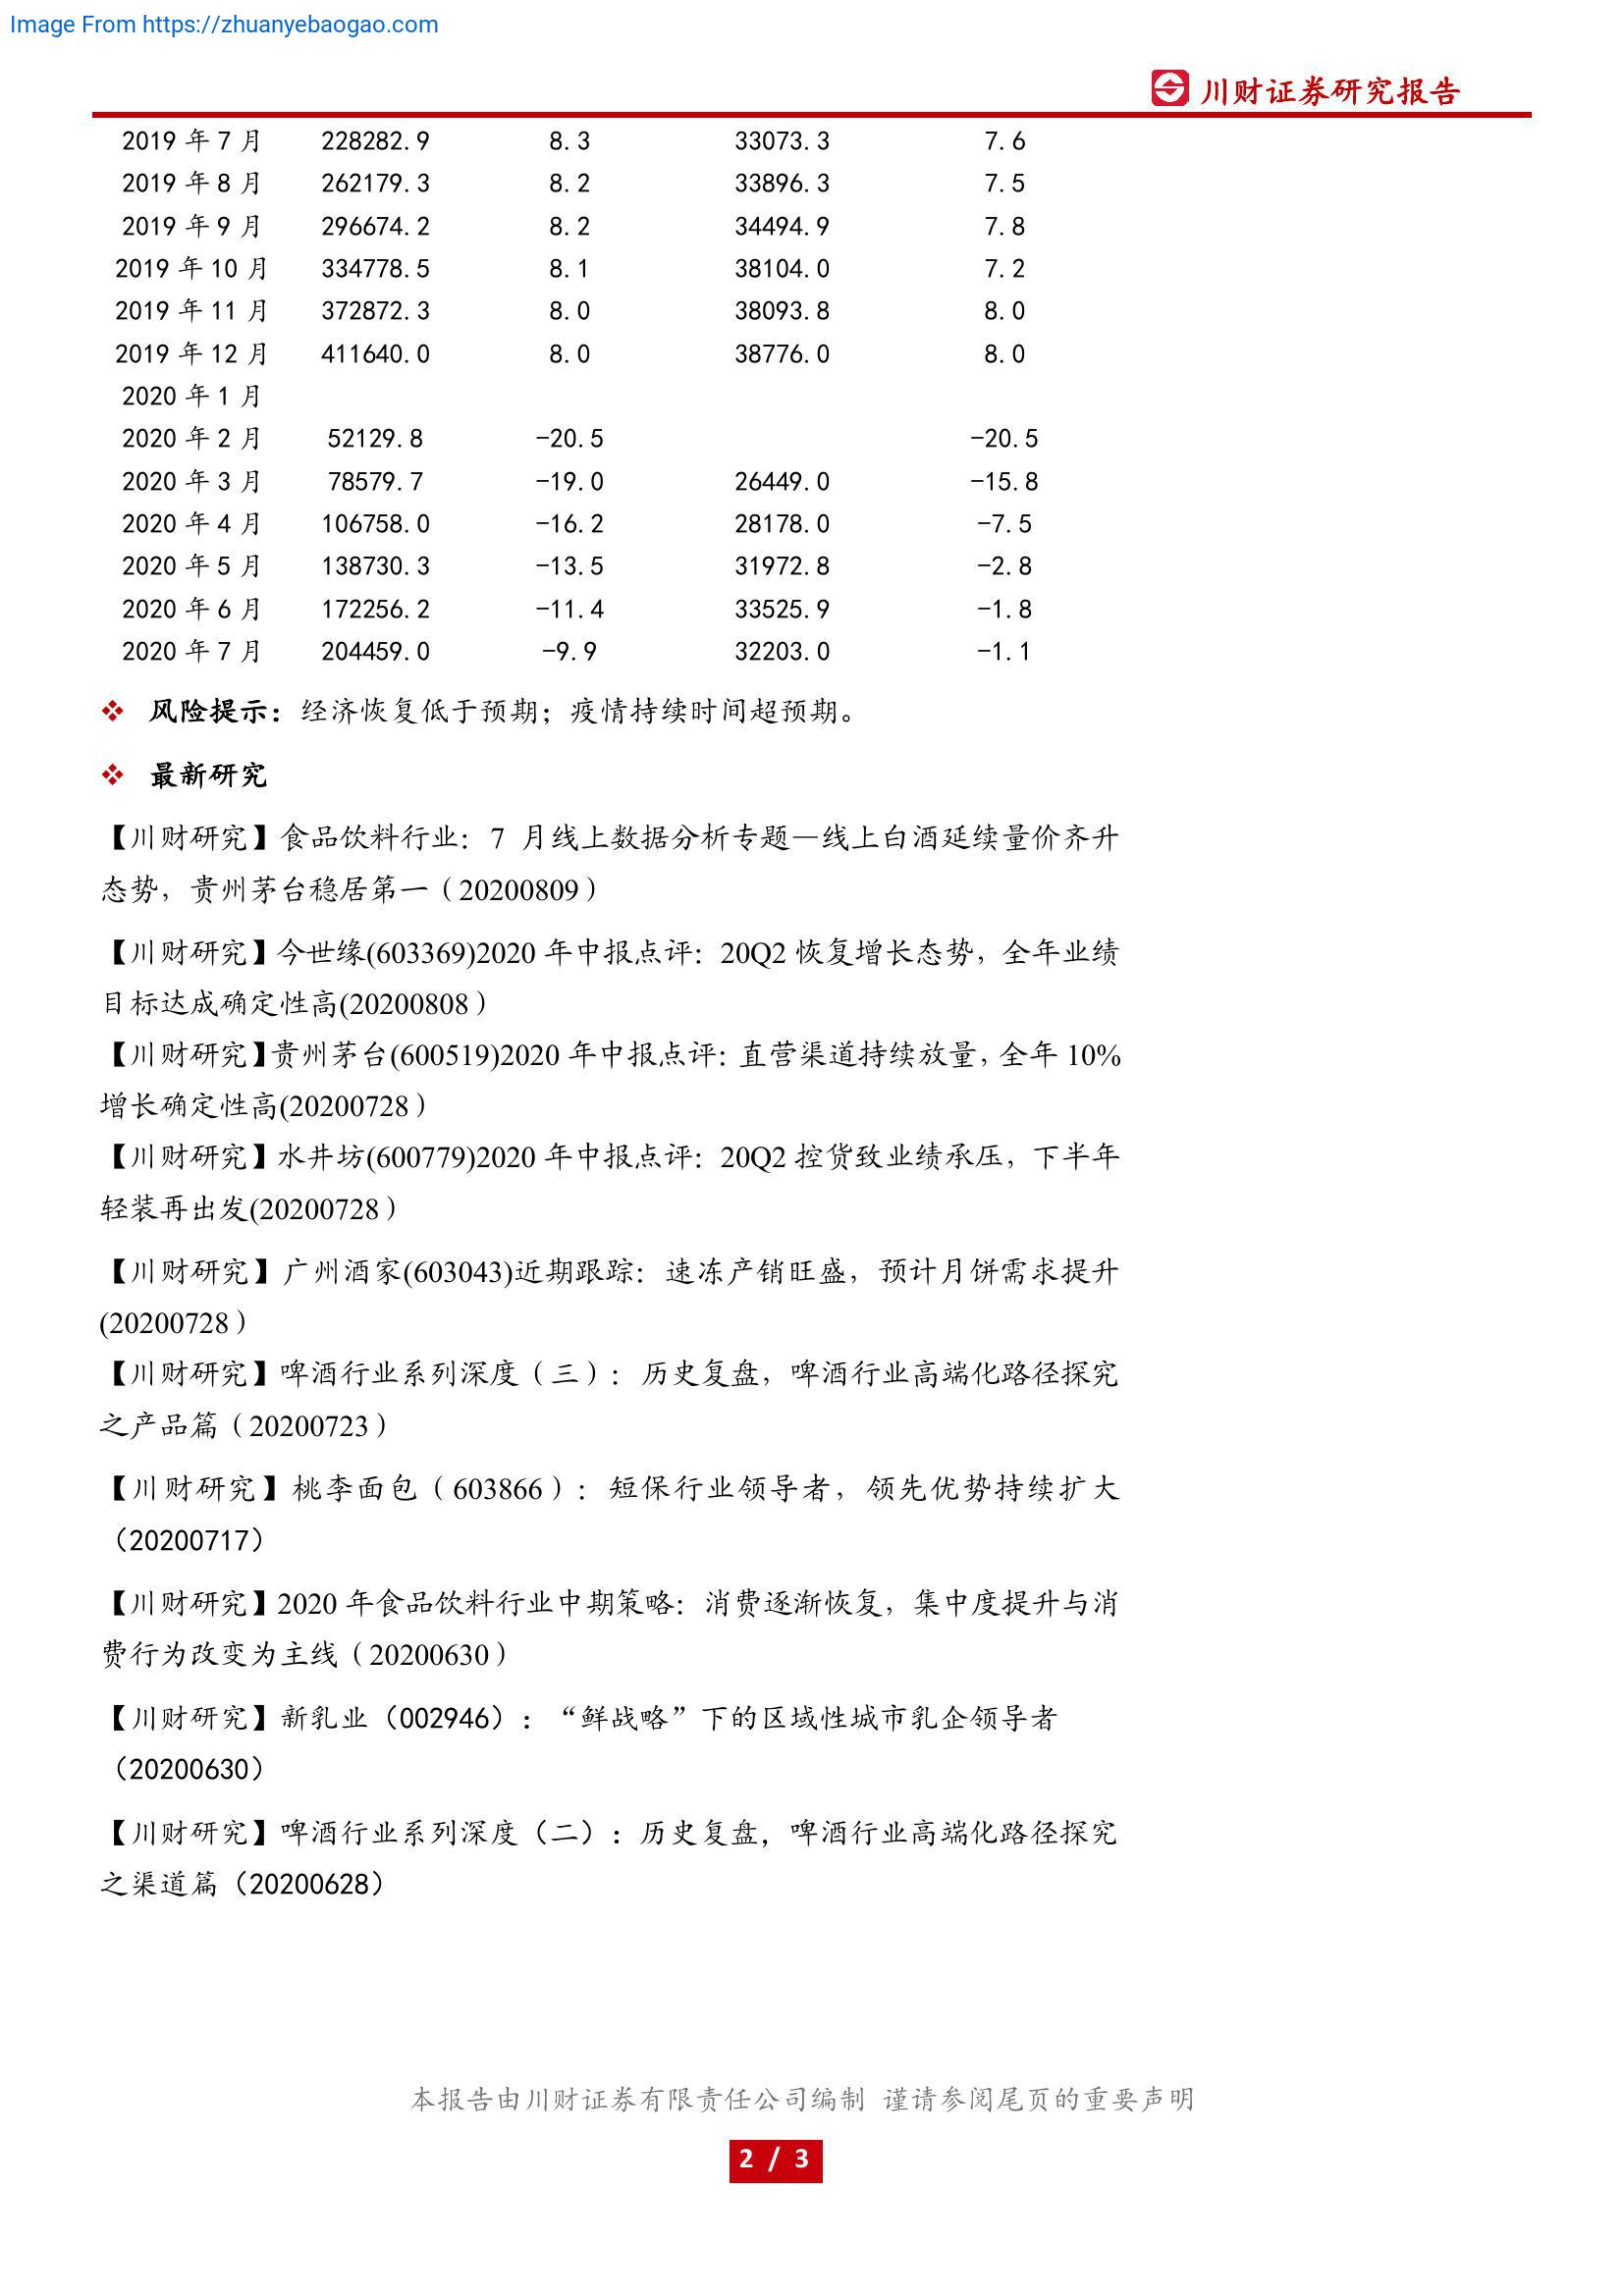 Image From https://zhuanyebaogao.com
川财证券研究报告
2019 年 7 月 228282.9 8.3 33073.3 7.6
2019 年 8 月 262179.3 8.2 33896.3 7.5
2019 年 9 月 296674.2 8.2 34494.9 7.8
2019 年 10 月 334778.5 8.1 38104.0 7.2
2019 年 11 月 372872.3 8.0 38093.8 8.0
2019 年 12 月 411640.0 8.0 38776.0 8.0
2020 年 1 月
2020 年 2 月 52129.8 -20.5 -20.5
2020 年 3 月 78579.7 -19.0 26449.0 -15.8
2020 年 4 月 106758.0 -16.2 28178.0 -7.5
2020 年 5 月 138730.3 -13.5 31972.8 -2.8
2020 年 6 月 172256.2 -11.4 33525.9 -1.8
2020 年 7 月 204459.0 -9.9 32203.0 -1.1
❖ 风险提示：经济恢复低于预期；疫情持续时间超预期。
❖ 最新研究
【川财研究】食品饮料行业：7 月线上数据分析专题—线上白酒延续量价齐升
态势，贵州茅台稳居第一（20200809）
【川财研究】今世缘(603369)2020 年中报点评：20Q2 恢复增长态势，全年业绩
目标达成确定性高(20200808）
【川财研究】贵州茅台(600519)2020 年中报点评：直营渠道持续放量，全年 10%
增长确定性高(20200728）
【川财研究】水井坊(600779)2020 年中报点评：20Q2 控货致业绩承压，下半年
轻装再出发(20200728）
【川财研究】广州酒家(603043)近期跟踪：速冻产销旺盛，预计月饼需求提升
(20200728）
【川财研究】啤酒行业系列深度（三）：历史复盘，啤酒行业高端化路径探究
之产品篇（20200723）
【川财研究】桃李面包（603866）：短保行业领导者，领先优势持续扩大
（20200717）
【川财研究】2020 年食品饮料行业中期策略：消费逐渐恢复，集中度提升与消
费行为改变为主线（20200630）
【川财研究】新乳业（002946）：“鲜战略”下的区域性城市乳企领导者
（20200630）
【川财研究】啤酒行业系列深度（二）：历史复盘，啤酒行业高端化路径探究
之渠道篇（20200628）
本报告由川财证券有限责任公司编制 谨请参阅尾页的重要声明
2 / 3